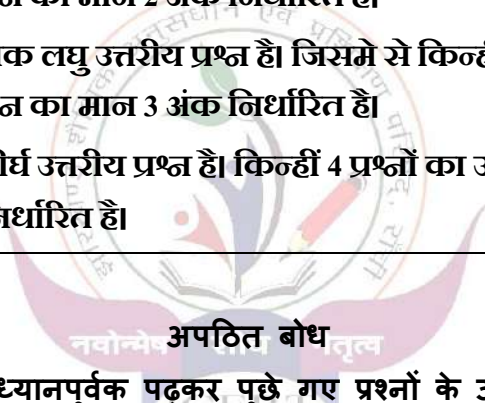 न का मान 2 अंक निर्धारित है।
क लघु उत्तरीय प्रश्न है। जिसमे से किन्ह
न का मान 3 अंक निर्धारित है।
ीर्घ उत्तरीय प्रश्न है। किन्हीं 4 प्रश्नों का उ
नर्धारित है।
अपठित बोध
ध्यानपुर्वक पढ़कर पुछे गए प्रश्नों के उ